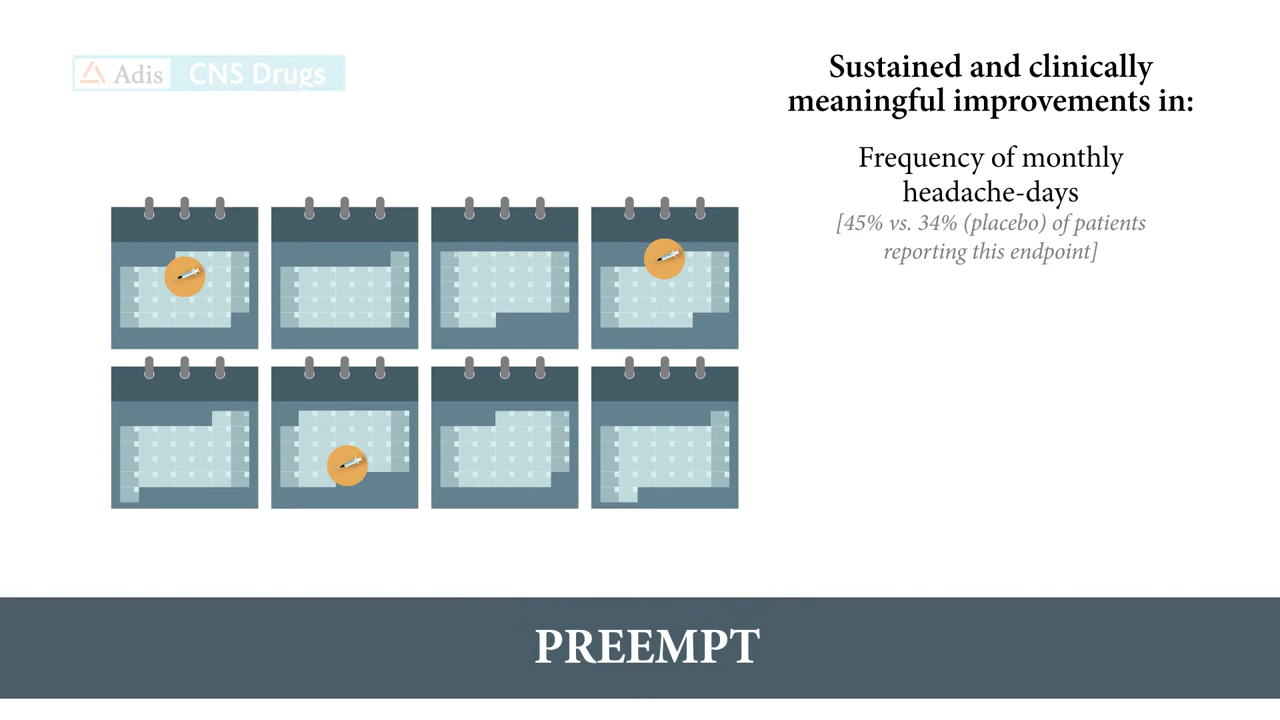 Adis CNS Drugs
Sustained and clinically
meaningful improvements in:
Frequency of monthly
headache-days
[45% vs. 34% (placebo) of patients
reporting this endpoint]
PREEMPT